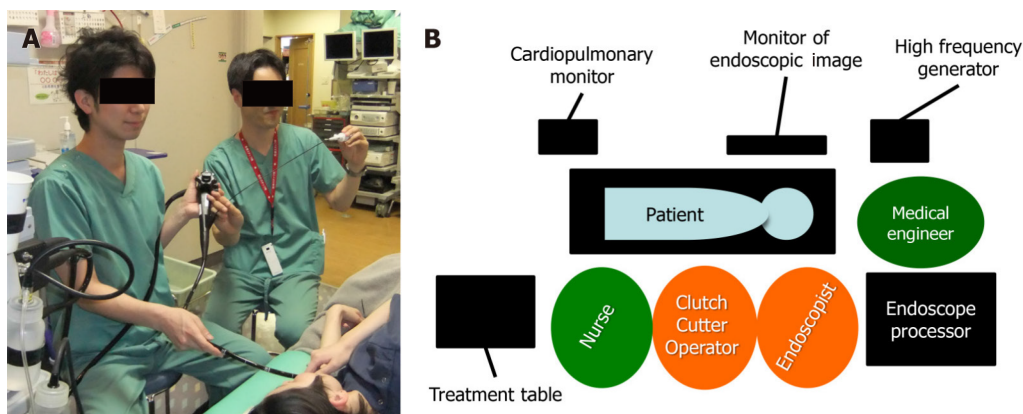 A
B
Cardiopulmonary
monitor
Monitor of
endoscopic image
High frequency
generator
Patient
Medical
engineer
Nurse
Clutch
Cutter
Operator
Endoscopist
Endoscope
processor
Treatment table